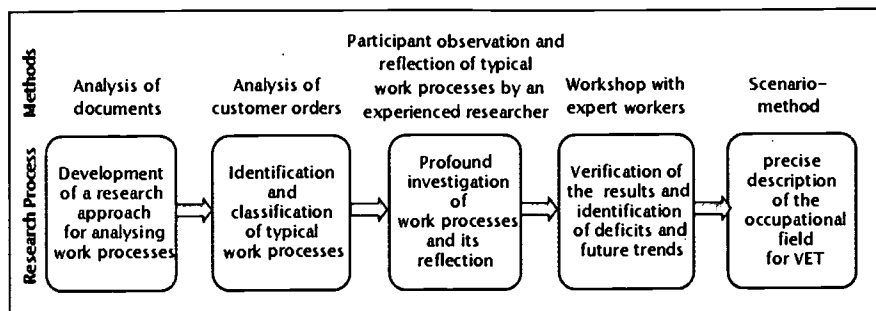 Methods
Analysis of
documents
Analysis of
customer orders
Participant observation and
reflection of typical
work processes by an
experienced researcher
Workshop with
expert workers
Scenario-
method
Research Process
Development
of a research
approach
for analysing
work processes
Identification
and
classification
of typical
work processes
Profound
investigation
of
work processes
and its
reflection
Verification of
the results and
identification
of deficits and
future trends
precise
description
of the
occupational
field
for VET